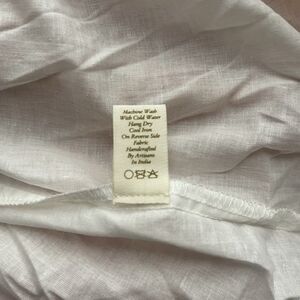 Machine Wash
With Cold Water
Hang Dry
Cool Iron
On Reverse Side
Fabric
Handcrafted
By Artisans
In India